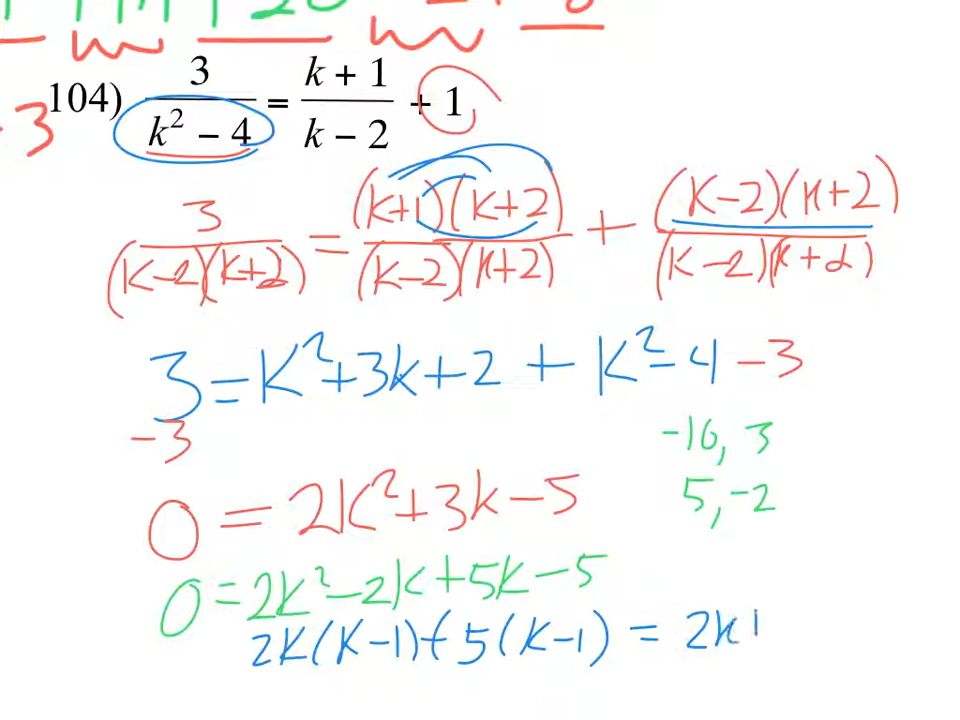 104) 3/(k² − 4) = (k + 1)/(k − 2) + 1
-3
3/((K-2)(K+2)) = ((K+1)(K+2))/((K-2)(K+2)) + ((K-2)(K+2))/((K-2)(K+2))
3 = K²+3K+2 + K²-4 -3
-3
-10, 3
5, -2
0 = 2K²+3K-5
0 = 2K²-2K+5K-5
2K(K-1)+5(K-1) = 2K